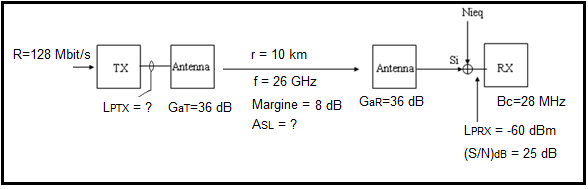 Nieq
R=128 Mbit/s
r = 10 km
TX
Antenna
Antenna
Si
RX
f = 26 GHz
LPTX = ?
GaT=36 dB
Margine = 8 dB
GaR=36 dB
Bc=28 MHz
ASL = ?
LPRX = -60 dBm
(S/N)dB = 25 dB